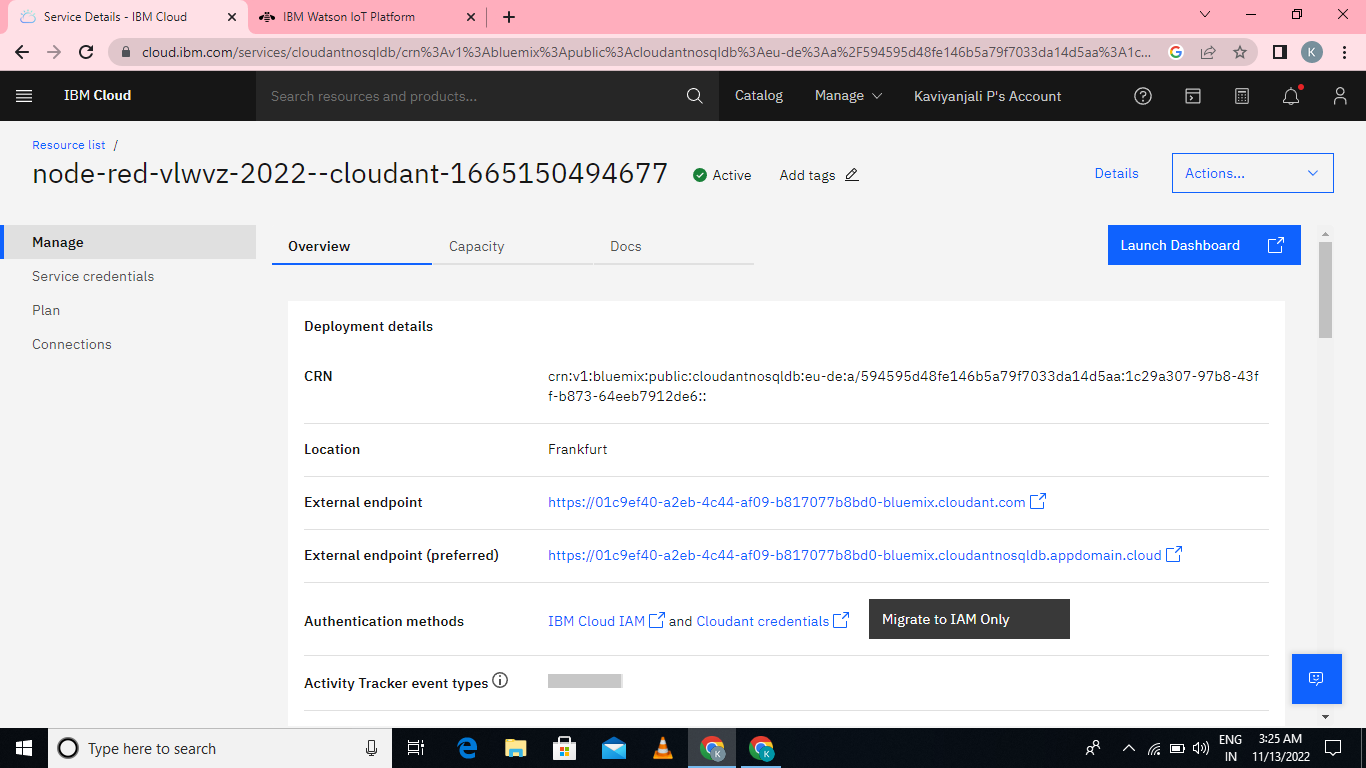 Service Details - IBM Cloud
IBM Watson IoT Platform
cloud.ibm.com/services/cloudantnosqldb/crn%3Av1%3Abluemix%3Apublic%3Acloudantnosqldb%3Aeu-de%3Aa%2F594595d48fe146b5a79f7033da14d5aa%3A1c...
K
IBM Cloud
Search resources and products...
Catalog
Manage
Kaviyanjali P's Account
Resource list /
node-red-vlwvz-2022--cloudant-1665150494677
Active
Add tags
Details
Actions...
Manage
Service credentials
Plan
Connections
Overview
Capacity
Docs
Launch Dashboard
Deployment details
CRN
crn:v1:bluemix:public:cloudantnosqldb:eu-de:a/594595d48fe146b5a79f7033da14d5aa:1c29a307-97b8-43f
f-b873-64eeb7912de6::
Location
Frankfurt
External endpoint
https://01c9ef40-a2eb-4c44-af09-b817077b8bd0-bluemix.cloudant.com
External endpoint (preferred)
https://01c9ef40-a2eb-4c44-af09-b817077b8bd0-bluemix.cloudantnosqldb.appdomain.cloud
Authentication methods
IBM Cloud IAM and Cloudant credentials
Migrate to IAM Only
Activity Tracker event types
Type here to search
K
K
ENG
IN
3:25 AM
11/13/2022